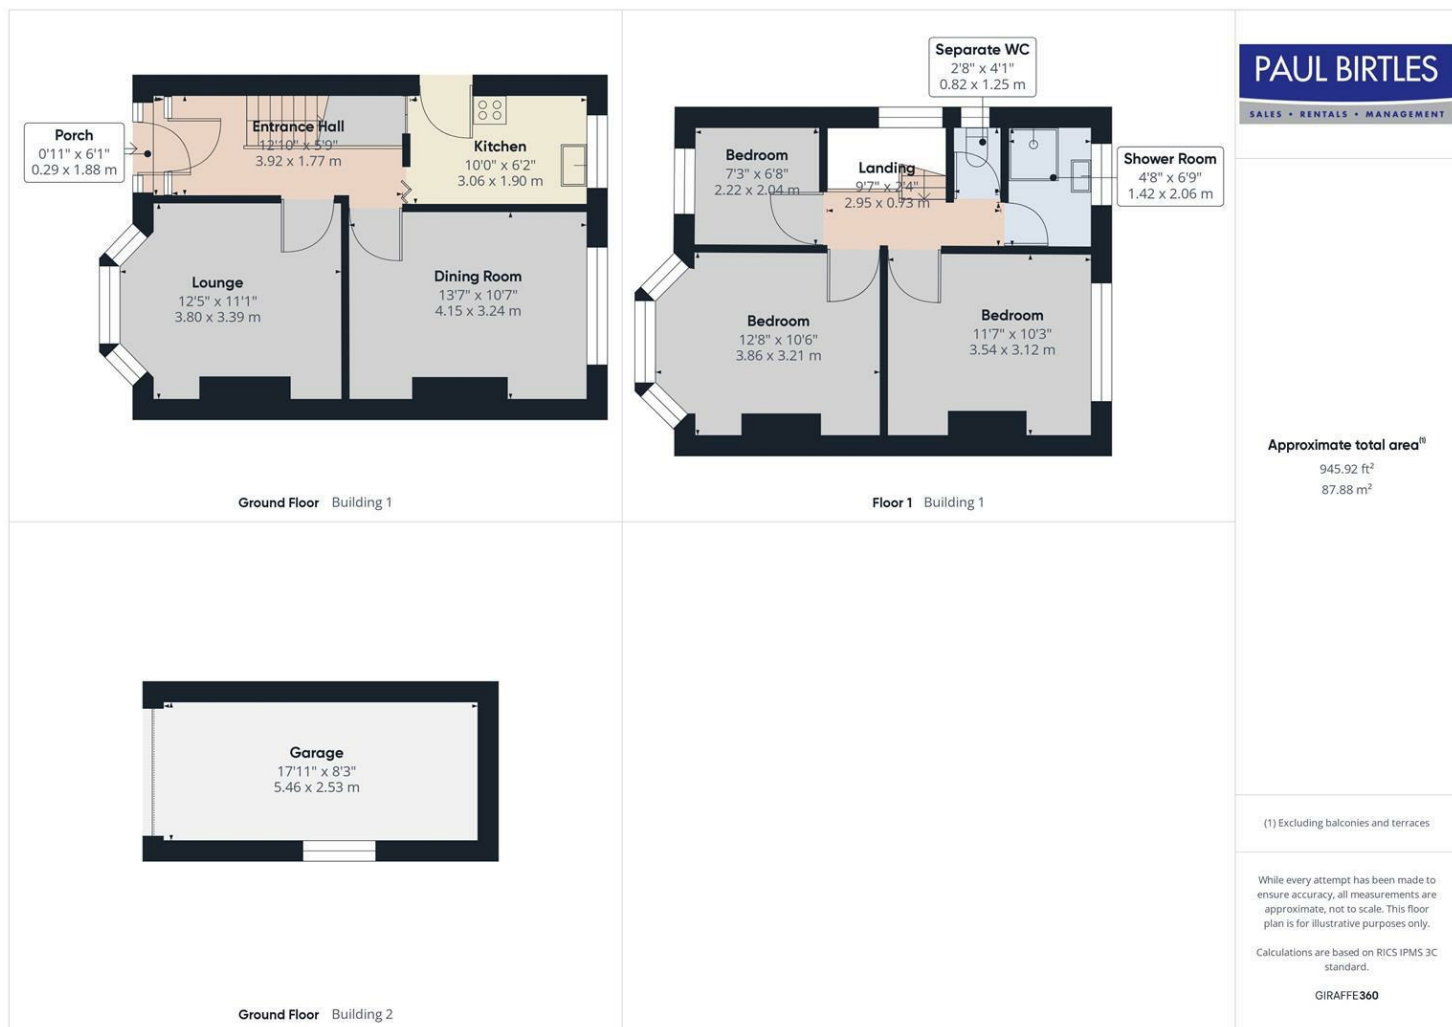 Porch
0'11" x 6'1"
0.29 x 1.88 m
Entrance Hall
12'10" x 5'9"
3.92 x 1.77 m
Kitchen
10'0" x 6'2"
3.06 x 1.90 m
Lounge
12'5" x 11'1"
3.80 x 3.39 m
Dining Room
13'7" x 10'7"
4.15 x 3.24 m
Ground Floor Building 1
Separate WC
2'8" x 4'1"
0.82 x 1.25 m
Bedroom
7'3" x 6'8"
2.22 x 2.04 m
Landing
9'7" x 2'4"
2.95 x 0.73 m
Shower Room
4'8" x 6'9"
1.42 x 2.06 m
Bedroom
12'8" x 10'6"
3.86 x 3.21 m
Bedroom
11'7" x 10'3"
3.54 x 3.12 m
Floor 1 Building 1
Garage
17'11" x 8'3"
5.46 x 2.53 m
Ground Floor Building 2
PAUL BIRTLES
SALES • RENTALS • MANAGEMENT
Approximate total area(1)
945.92 ft²
87.88 m²
(1) Excluding balconies and terraces
While every attempt has been made to
ensure accuracy, all measurements are
approximate, not to scale. This floor
plan is for illustrative purposes only.
Calculations are based on RICS IPMS 3C
standard.
GIRAFFE360